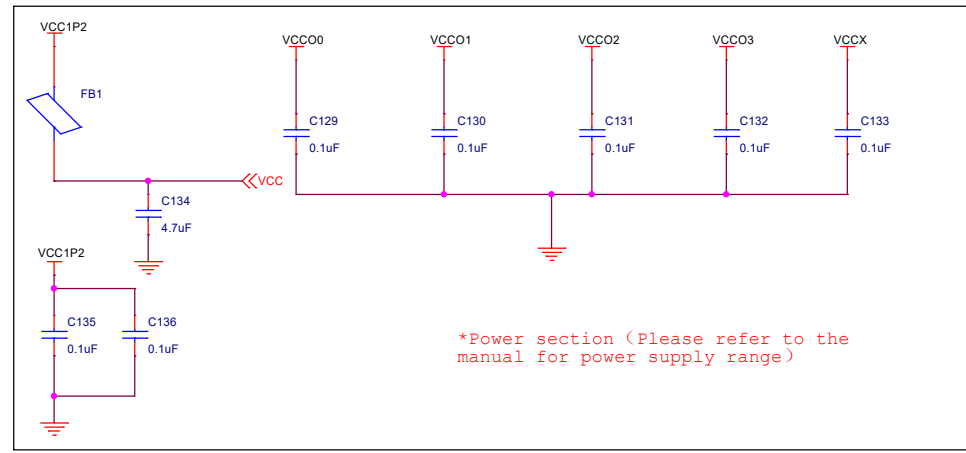 VCC1P2
FB1
VCC
C134
4.7uF
VCCO0
VCCO1
VCCO2
VCCO3
VCCX
C129
0.1uF
C130
0.1uF
C131
0.1uF
C132
0.1uF
C133
0.1uF
VCC1P2
C135
0.1uF
C136
0.1uF
*Power section（Please refer to the
manual for power supply range）